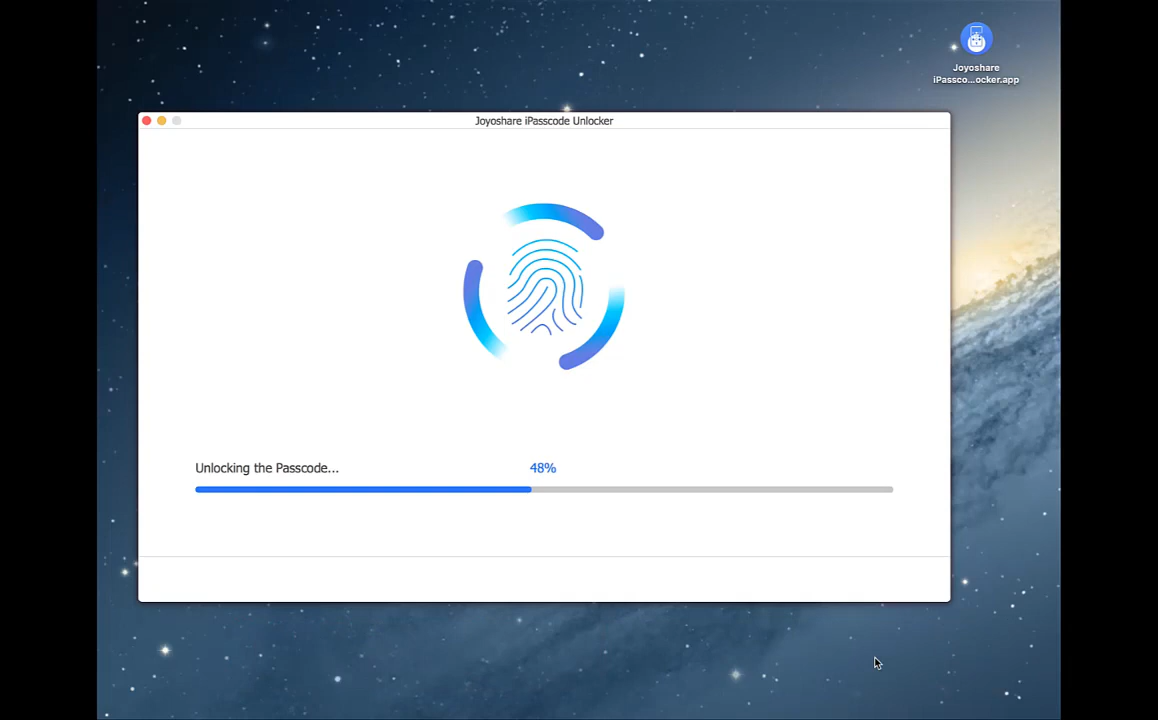 Joyoshare
iPassco...ocker.app
Joyoshare iPasscode Unlocker
Unlocking the Passcode... 48%